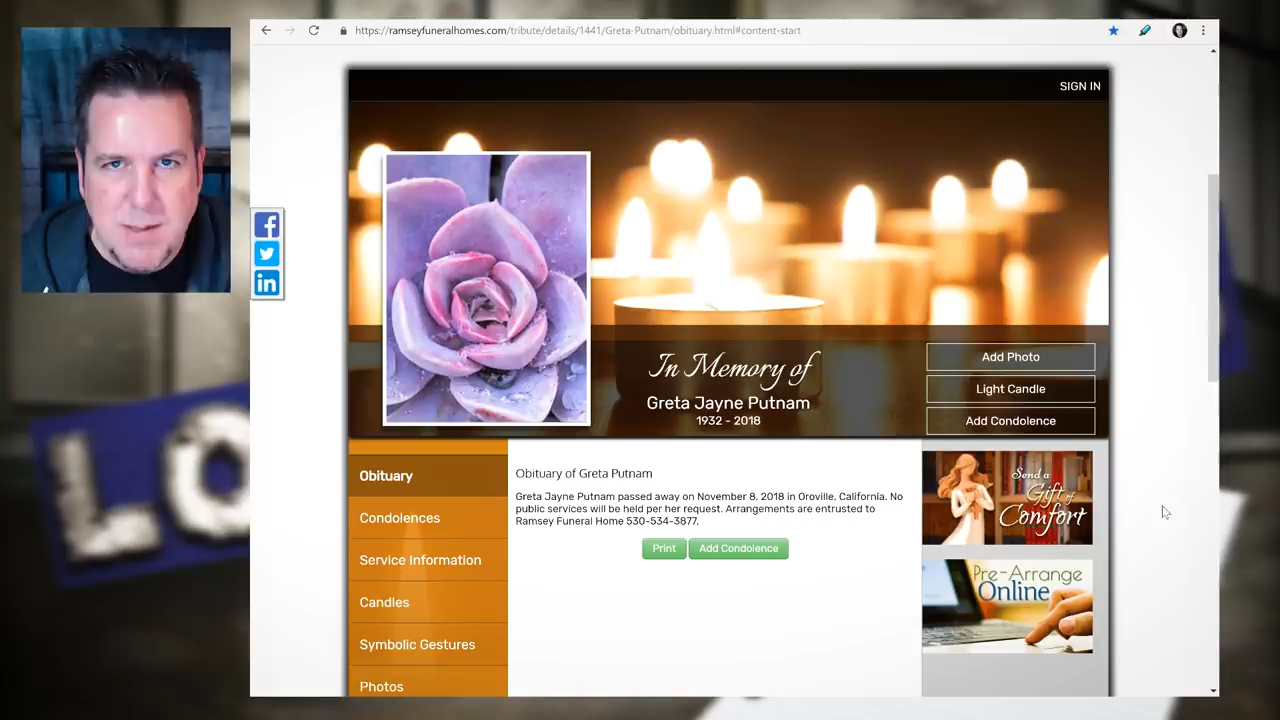 https://ramseyfuneralhomes.com/tribute/details/1441/Greta-Putnam/obituary.html#content-start
SIGN IN
In Memory of
Greta Jayne Putnam
1932 - 2018
Add Photo
Light Candle
Add Condolence
Obituary
Condolences
Service Information
Candles
Symbolic Gestures
Photos
Obituary of Greta Putnam
Greta Jayne Putnam passed away on November 8, 2018 in Oroville, California. No
public services will be held per her request. Arrangements are entrusted to
Ramsey Funeral Home 530-534-3877.
Print
Add Condolence
Send a
Gift of
Comfort
Pre-Arrange
Online
f
in
LO